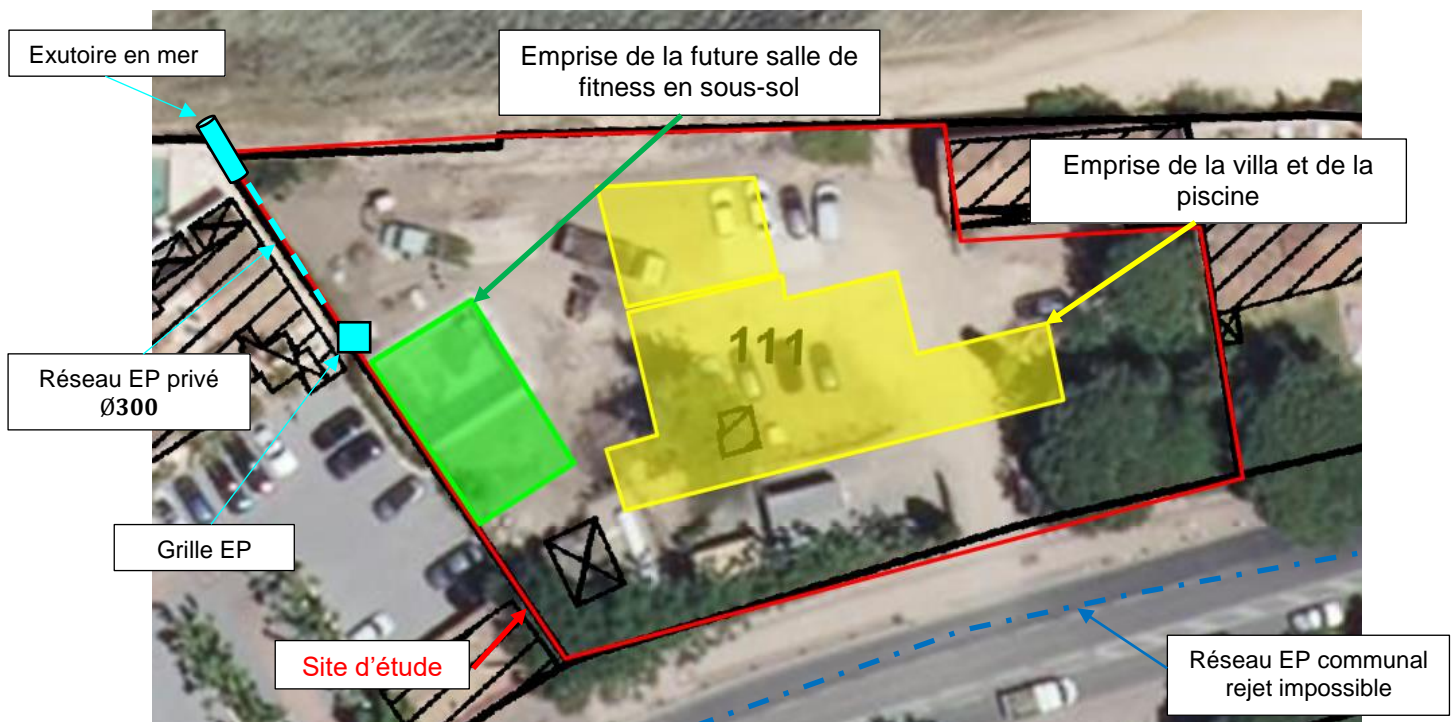 Exutoire en mer
Emprise de la future salle de
fitness en sous-sol
Emprise de la villa et de la
piscine
111
Réseau EP privé
Ø300
Grille EP
Site d'étude
Réseau EP communal
rejet impossible